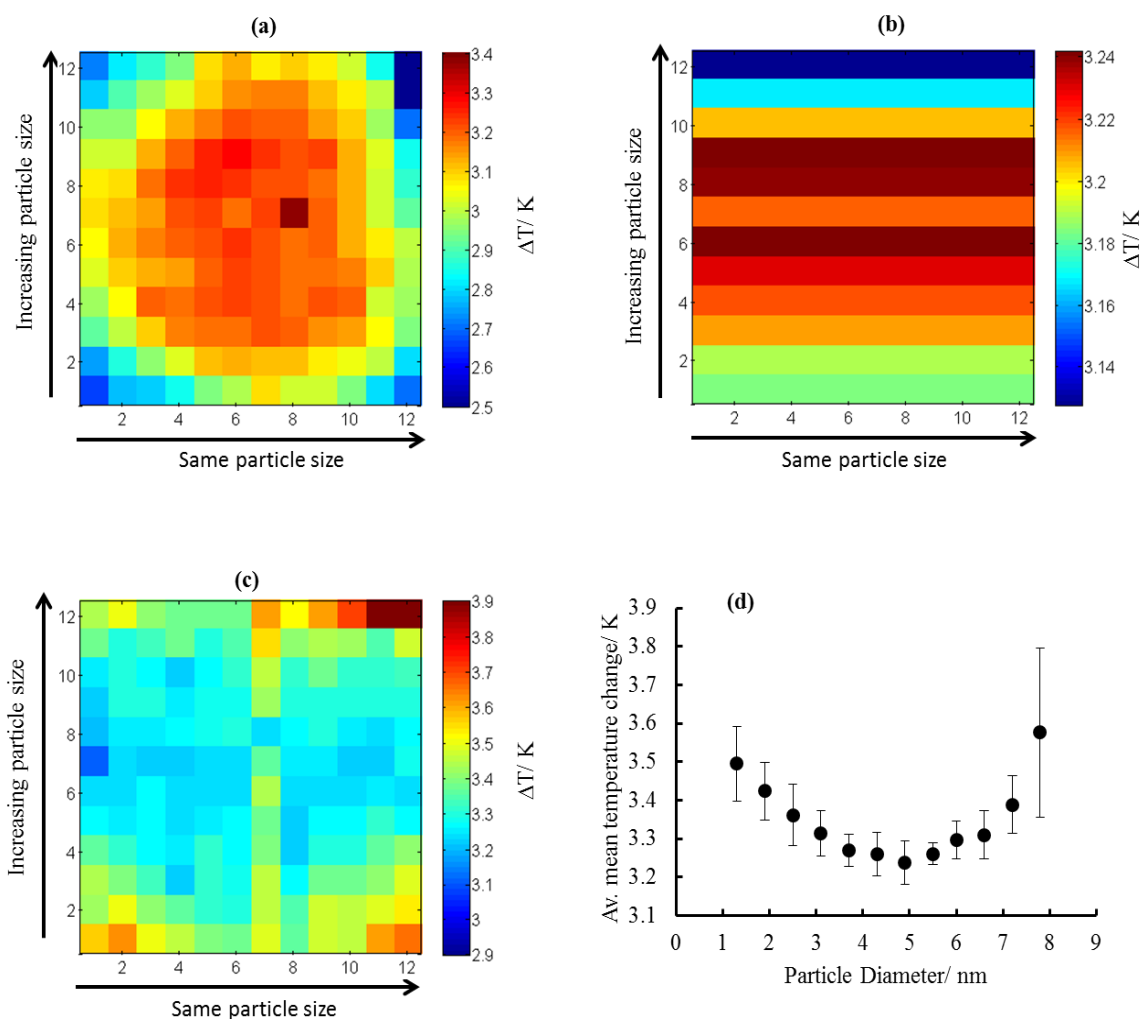 (a)
Increasing particle size
12
10
8
6
4
2
2 4 6 8 10 12
Same particle size
3.4
3.3
3.2
3.1
3
2.9
2.8
2.7
2.6
2.5
ΔT/ K
(b)
Increasing particle size
12
10
8
6
4
2
2 4 6 8 10 12
Same particle size
3.24
3.22
3.2
3.18
3.16
3.14
ΔT/ K
(c)
Increasing particle size
12
10
8
6
4
2
2 4 6 8 10 12
Same particle size
3.9
3.8
3.7
3.6
3.5
3.4
3.3
3.2
3.1
3
2.9
ΔT/ K
(d)
Av. mean temperature change/ K
3.9
3.8
3.7
3.6
3.5
3.4
3.3
3.2
3.1
0 1 2 3 4 5 6 7 8 9
Particle Diameter/ nm